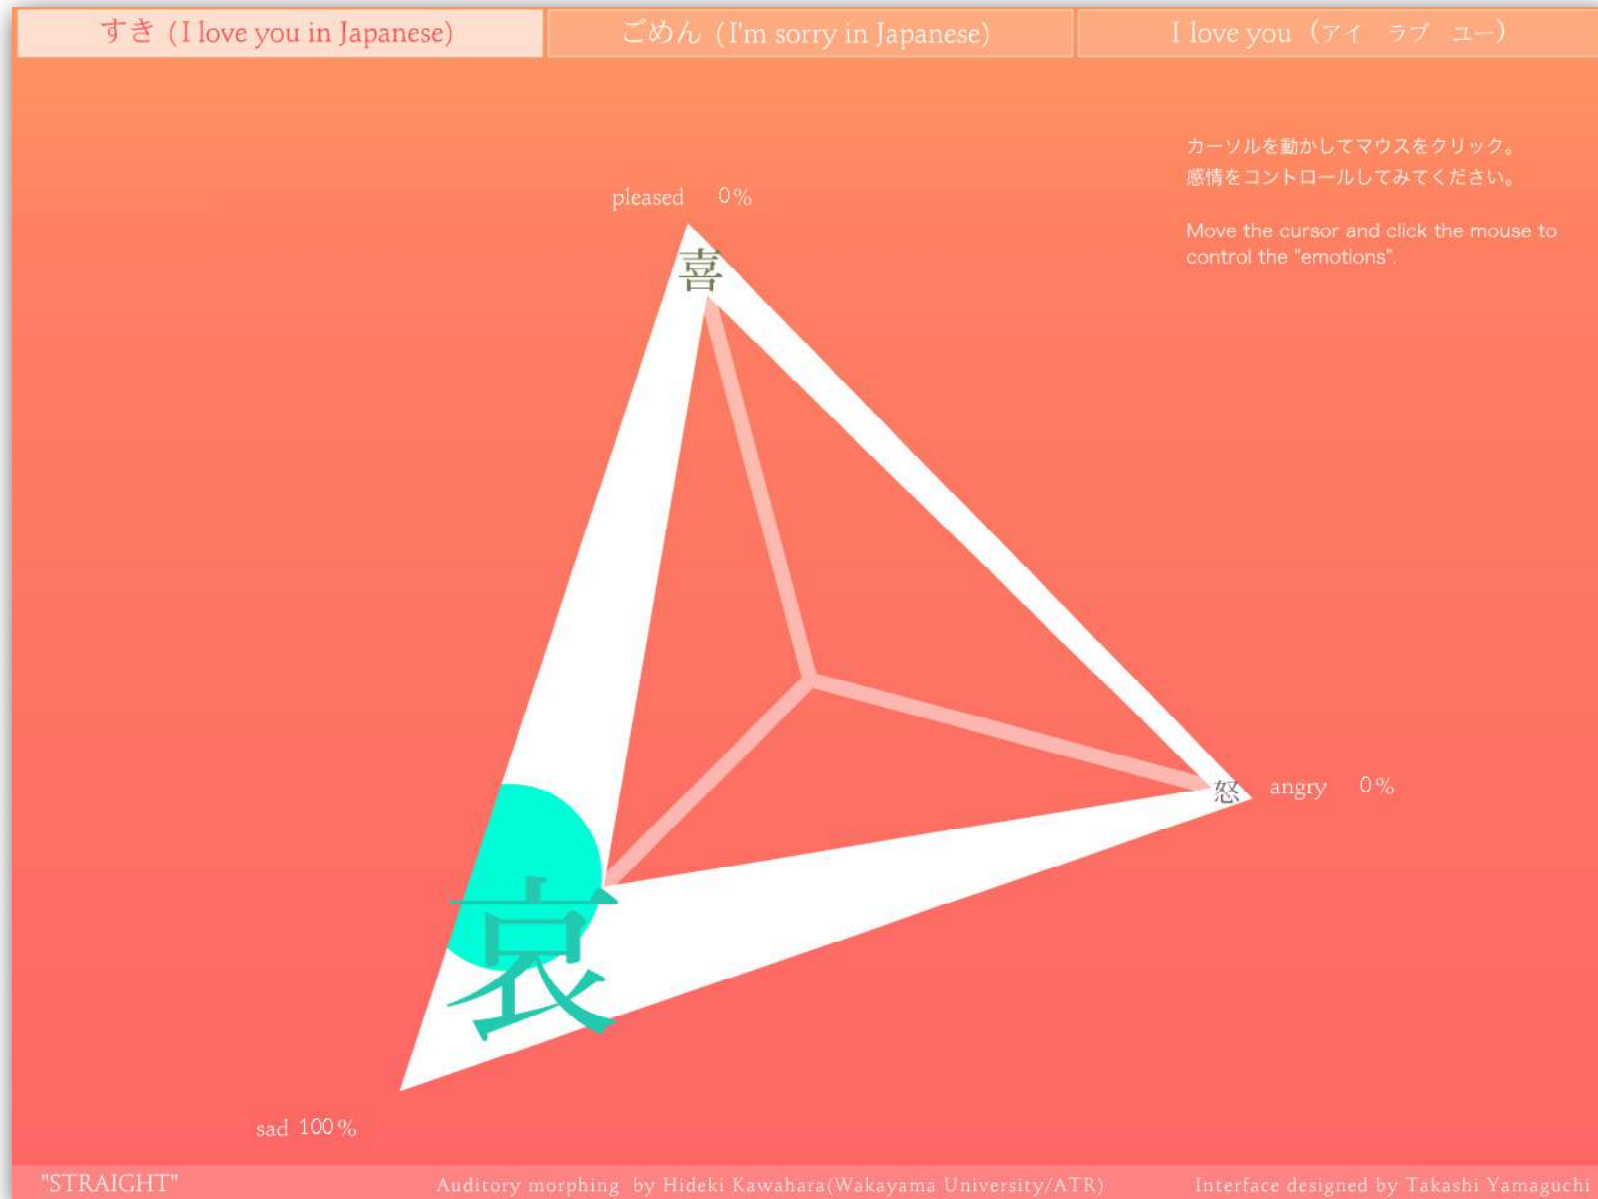 すき (I love you in Japanese)
ごめん (I'm sorry in Japanese)
I love you (アイ ラブ ユー)
カーソルを動かしてマウスをクリック。
感情をコントロールしてみてください。
Move the cursor and click the mouse to
control the "emotions".
pleased 0%
喜
怒 angry 0%
哀
sad 100%
"STRAIGHT"
Auditory morphing by Hideki Kawahara(Wakayama University/ATR)
Interface designed by Takashi Yamaguchi